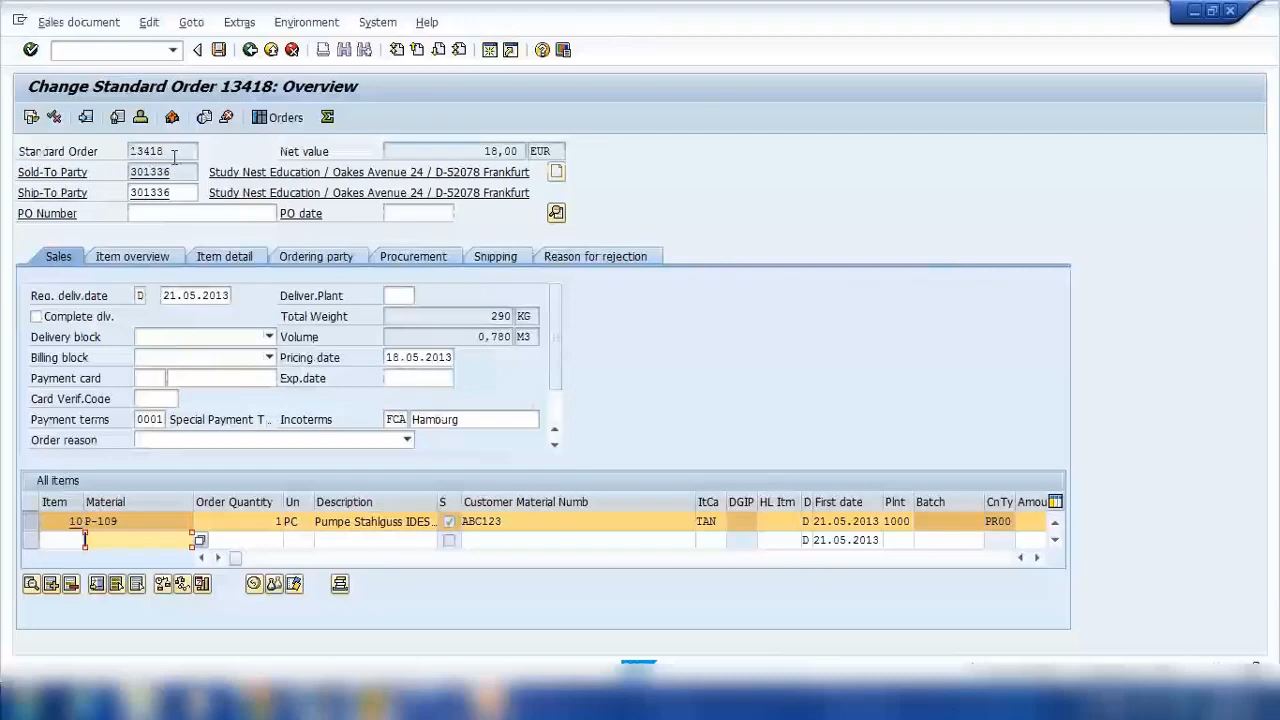 Sales document Edit Goto Extras Environment System Help
Change Standard Order 13418: Overview
Orders
Standard Order 13418 Net value 18,00 EUR
Sold-To Party 301336 Study Nest Education / Oakes Avenue 24 / D-52078 Frankfurt
Ship-To Party 301336 Study Nest Education / Oakes Avenue 24 / D-52078 Frankfurt
PO Number PO date
Sales Item overview Item detail Ordering party Procurement Shipping Reason for rejection
Req. deliv.date D 21.05.2013 Deliver.Plant
Complete dlv. Total Weight 290 KG
Delivery block Volume 0,780 M3
Billing block Pricing date 18.05.2013
Payment card Exp.date
Card Verif.Code
Payment terms 0001 Special Payment T.. Incoterms FCA Hamburg
Order reason
All items
Item Material Order Quantity Un Description S Customer Material Numb ItCa DGIP HL Itm D First date Plnt Batch CnTy Amou
10 P-109 1 PC Pumpe Stahlguss IDES... ABC123 TAN D 21.05.2013 1000 PR00
D 21.05.2013